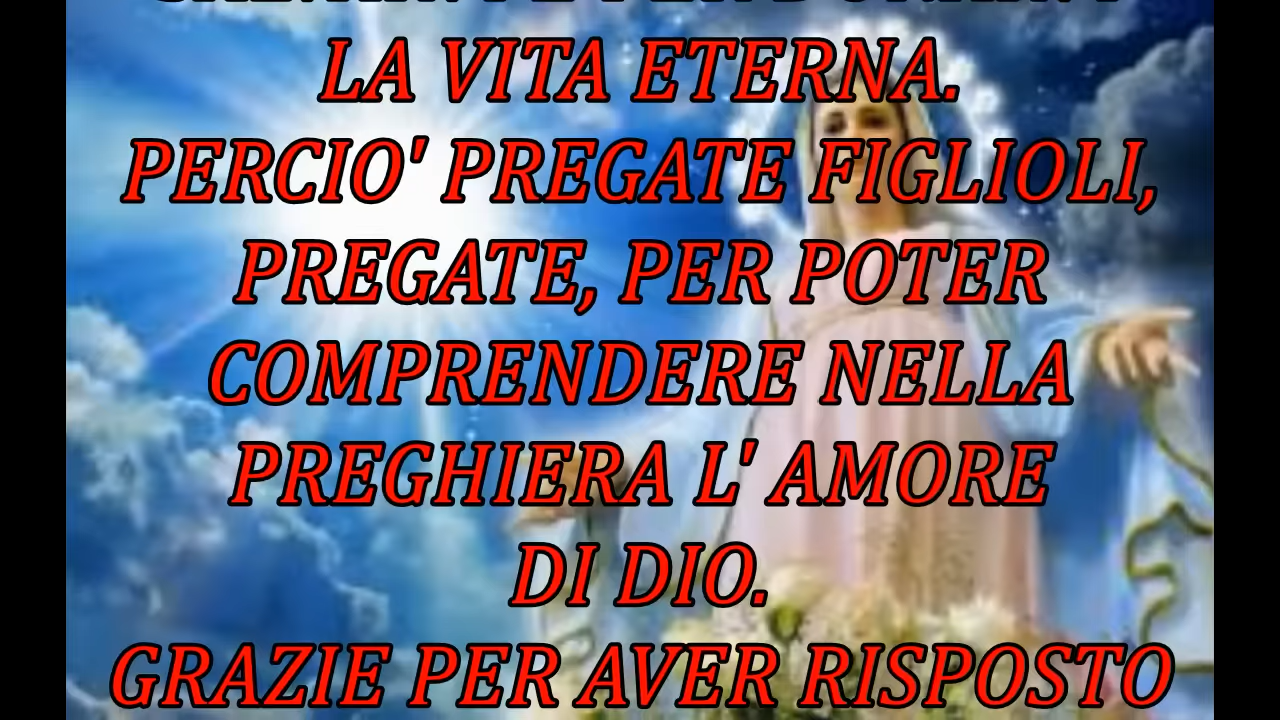 LA VITA ETERNA.
PERCIO' PREGATE FIGLIOLI,
PREGATE, PER POTER
COMPRENDERE NELLA
PREGHIERA L' AMORE
DI DIO.
GRAZIE PER AVER RISPOSTO